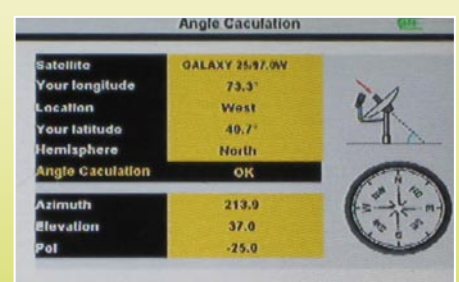 Angle Caculation
Satellite GALAXY 25/97.0W
Your longitude 73.3°
Location West
Your latitude 40.7°
Hemisphere North
Angle Caculation OK
Azimuth 213.9
Elevation 37.0
Pol -25.0
N
W E
S